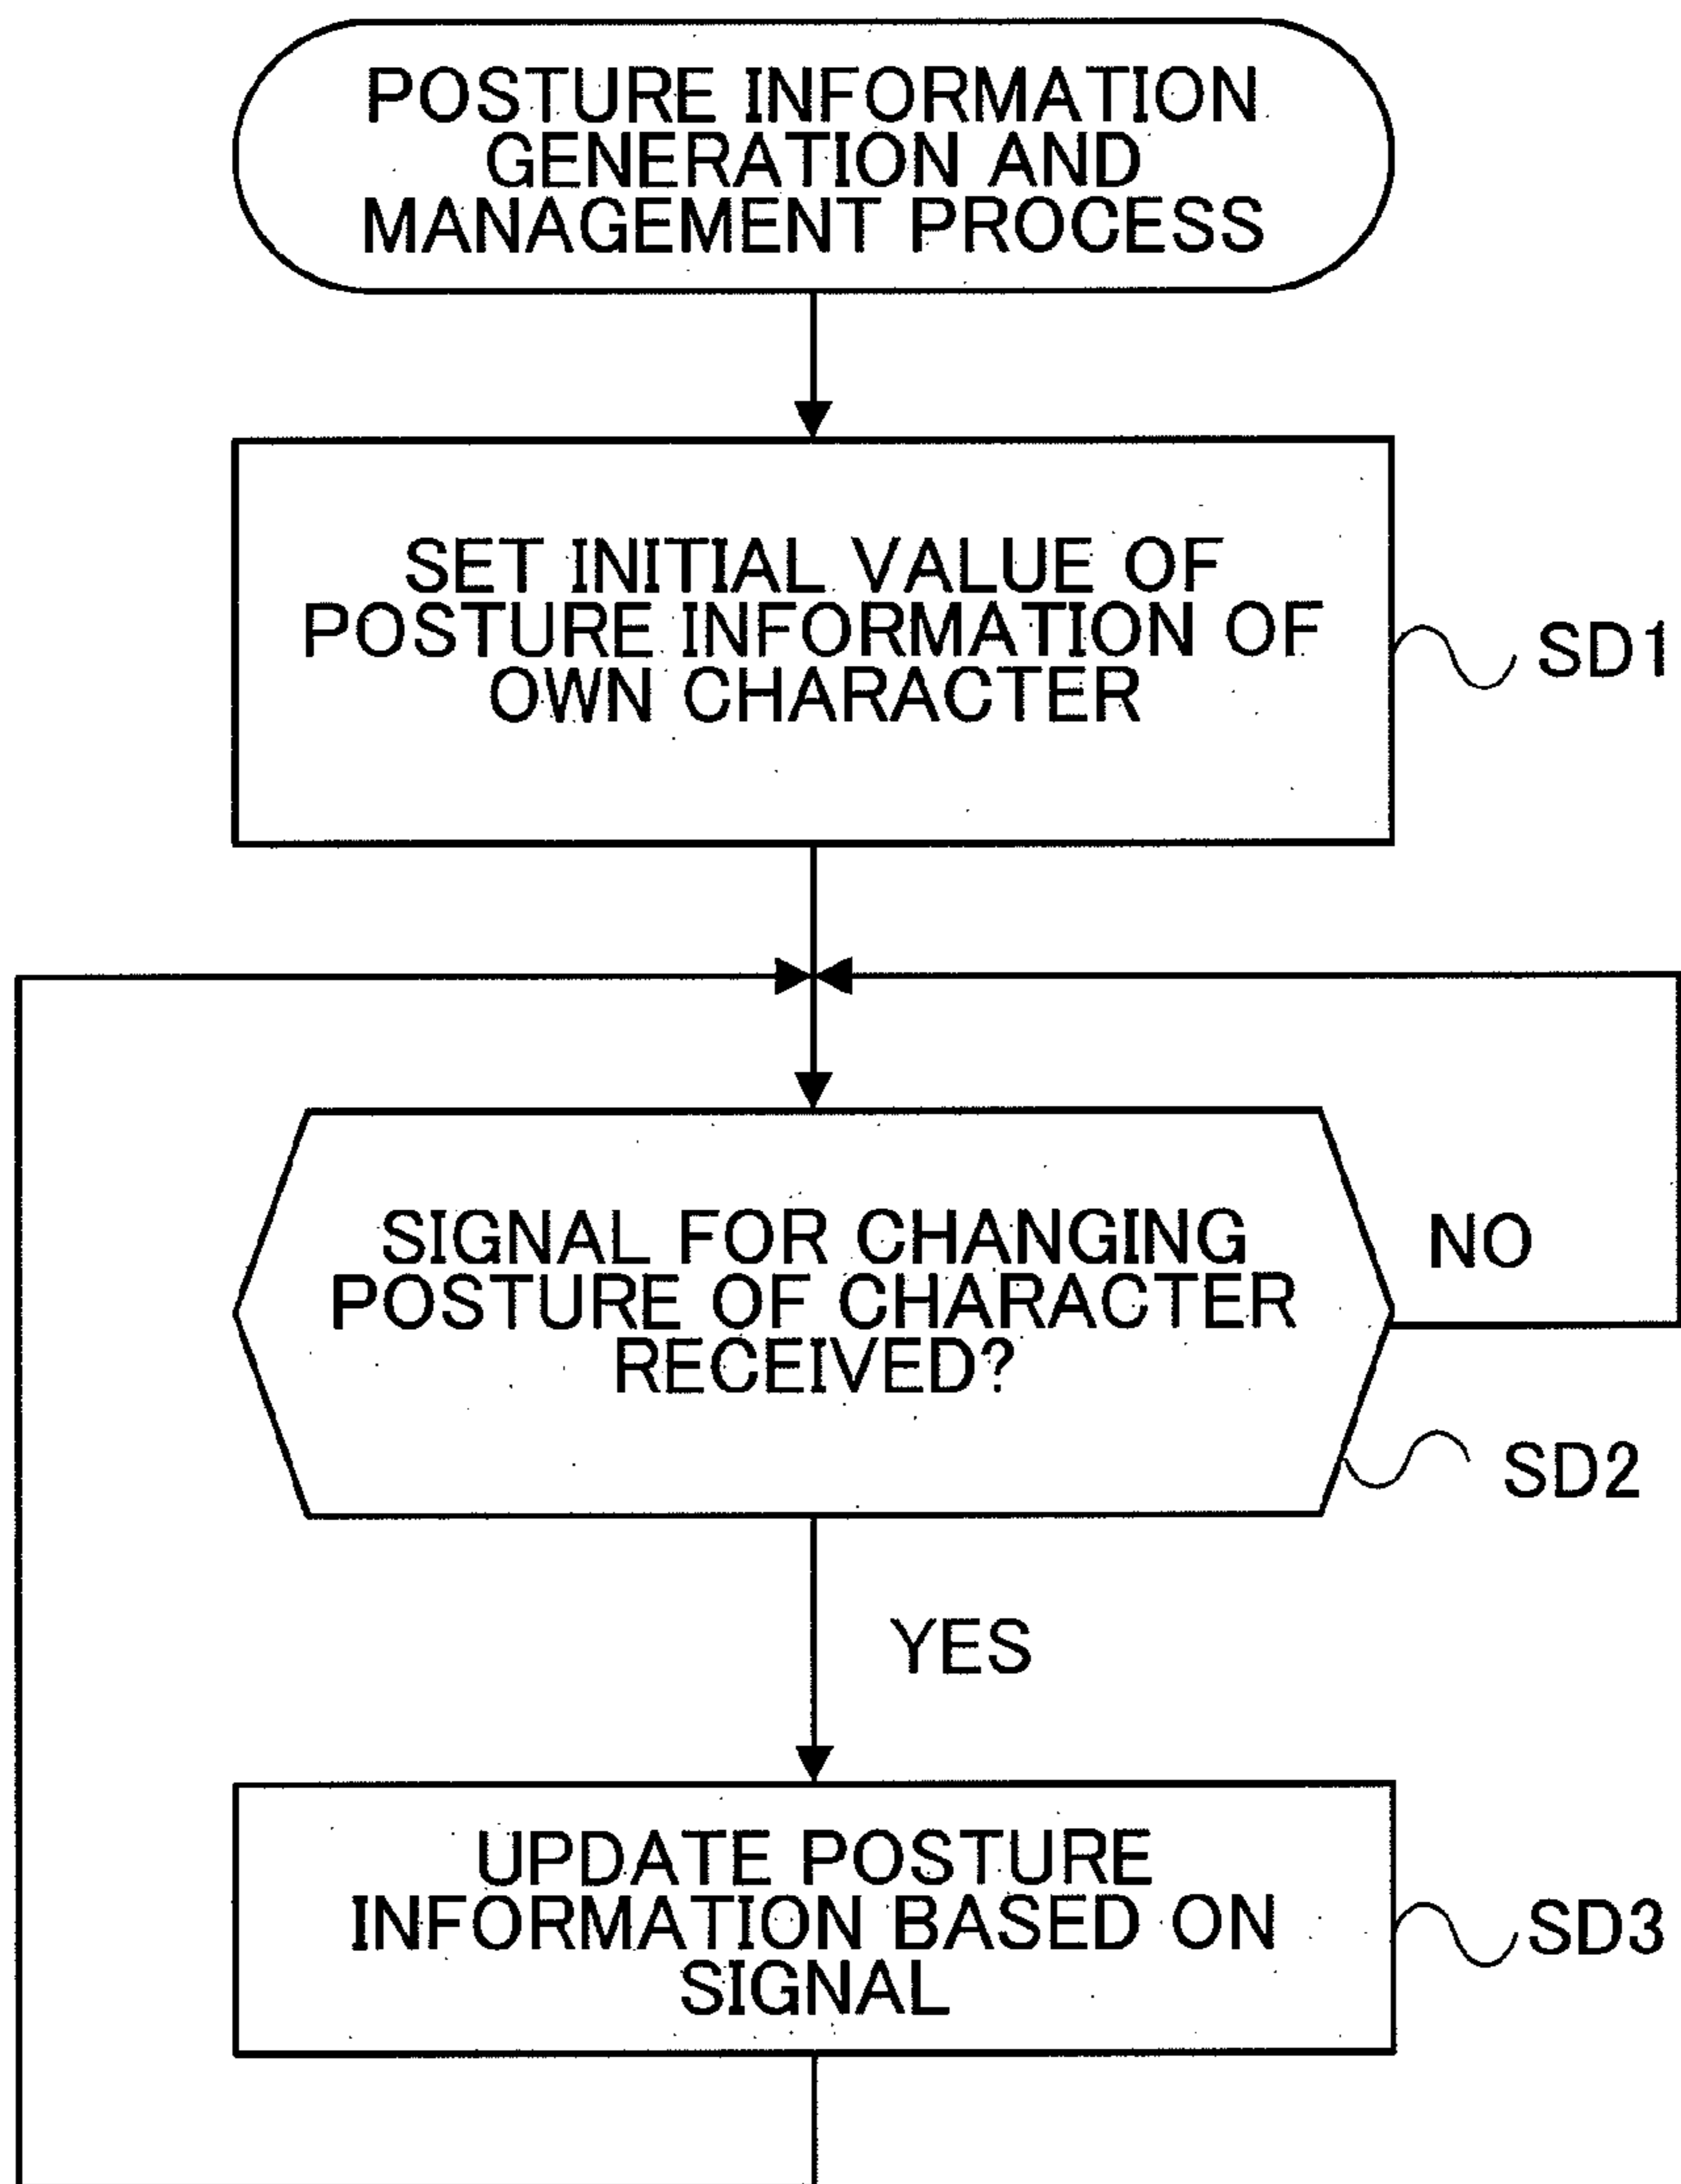 POSTURE INFORMATION
GENERATION AND
MANAGEMENT PROCESS
SET INITIAL VALUE OF
POSTURE INFORMATION OF
OWN CHARACTER
SD1
SIGNAL FOR CHANGING
POSTURE OF CHARACTER
RECEIVED?
NO
SD2
YES
UPDATE POSTURE
INFORMATION BASED ON
SIGNAL
SD3